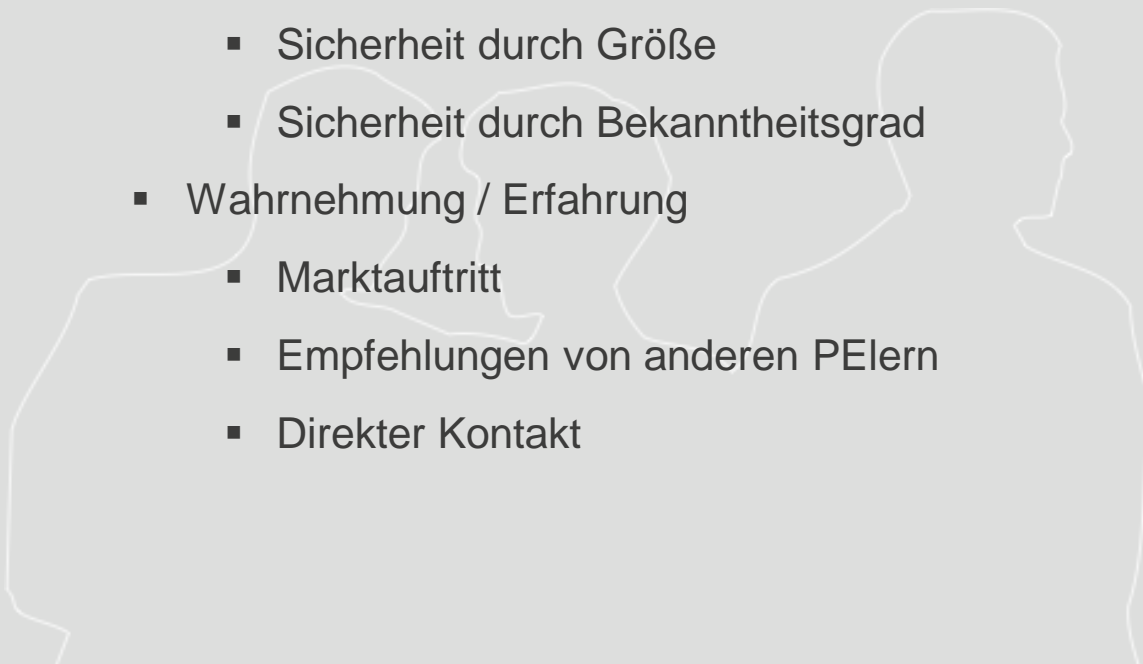 ▪ Sicherheit durch Größe
▪ Sicherheit durch Bekanntheitsgrad
▪ Wahrnehmung / Erfahrung
▪ Marktauftritt
▪ Empfehlungen von anderen PElern
▪ Direkter Kontakt